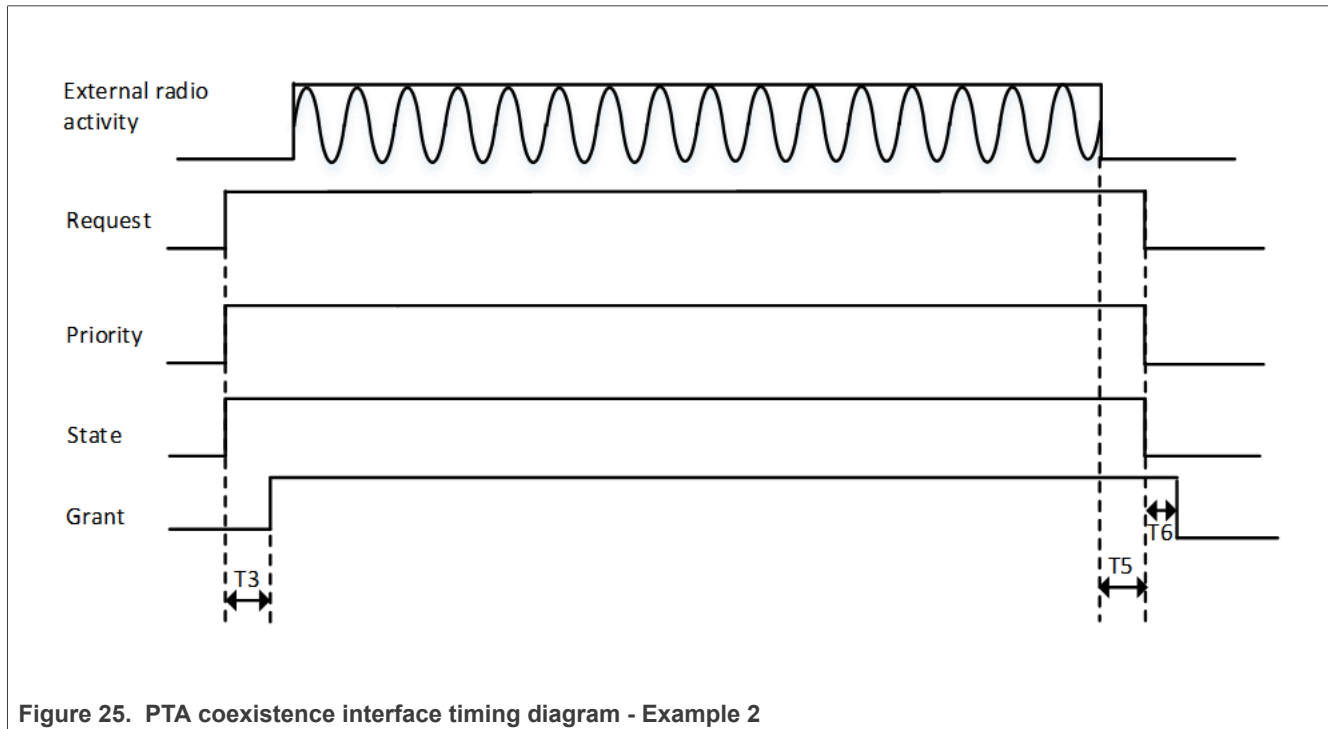 External radio
activity
Request
Priority
State
Grant
T3
T6
T5
Figure 25. PTA coexistence interface timing diagram - Example 2